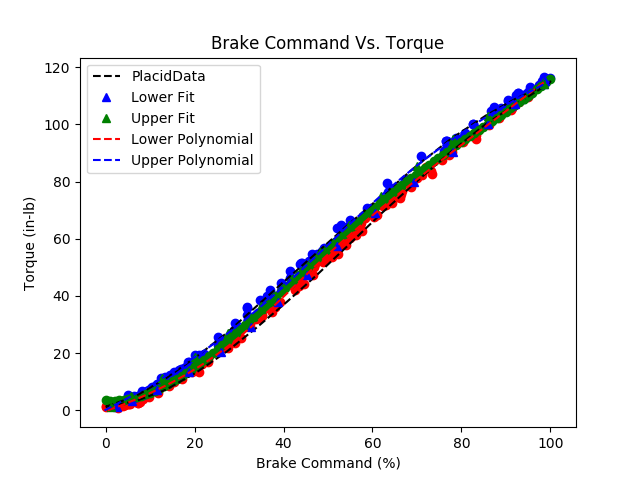 Brake Command Vs. Torque
PlacidData
Lower Fit
Upper Fit
Lower Polynomial
Upper Polynomial
120
100
80
60
40
20
0
Torque (in-lb)
0 20 40 60 80 100
Brake Command (%)